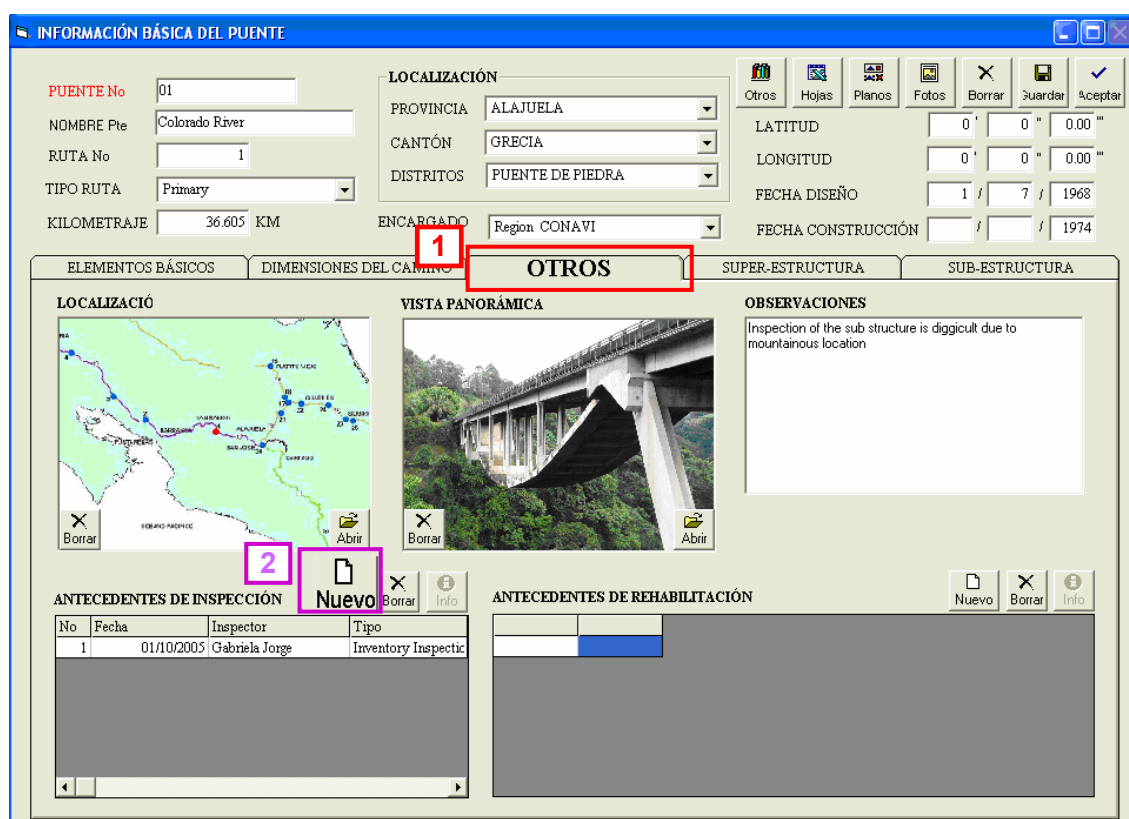 INFORMACIÓN BÁSICA DEL PUENTE
PUENTE No 01
NOMBRE Pte Colorado River
RUTA No 1
TIPO RUTA Primary
KILOMETRAJE 36.605 KM
LOCALIZACIÓN
PROVINCIA ALAJUELA
CANTÓN GRECIA
DISTRITOS PUENTE DE PIEDRA
ENCARGADO Region CONAVI
Otros Hojas Planos Fotos Borrar Guardar Aceptar
LATITUD 0 ' 0 " 0.00 '"
LONGITUD 0 ' 0 " 0.00 '"
FECHA DISEÑO 1 / 7 / 1968
FECHA CONSTRUCCIÓN / / 1974
1
ELEMENTOS BÁSICOS DIMENSIONES DEL CAMINO OTROS SUPER-ESTRUCTURA SUB-ESTRUCTURA
LOCALIZACIÓ
VISTA PANORÁMICA
OBSERVACIONES
Inspection of the sub structure is diggicult due to
mountainous location
ALAJUELA
OCEANO PACIFICO
Borrar Abrir
Borrar Abrir
2
ANTECEDENTES DE INSPECCIÓN Nuevo Borrar Info
No Fecha Inspector Tipo
1 01/10/2005 Gabriela Jorge Inventory Inspectic
ANTECEDENTES DE REHABILITACIÓN Nuevo Borrar Info